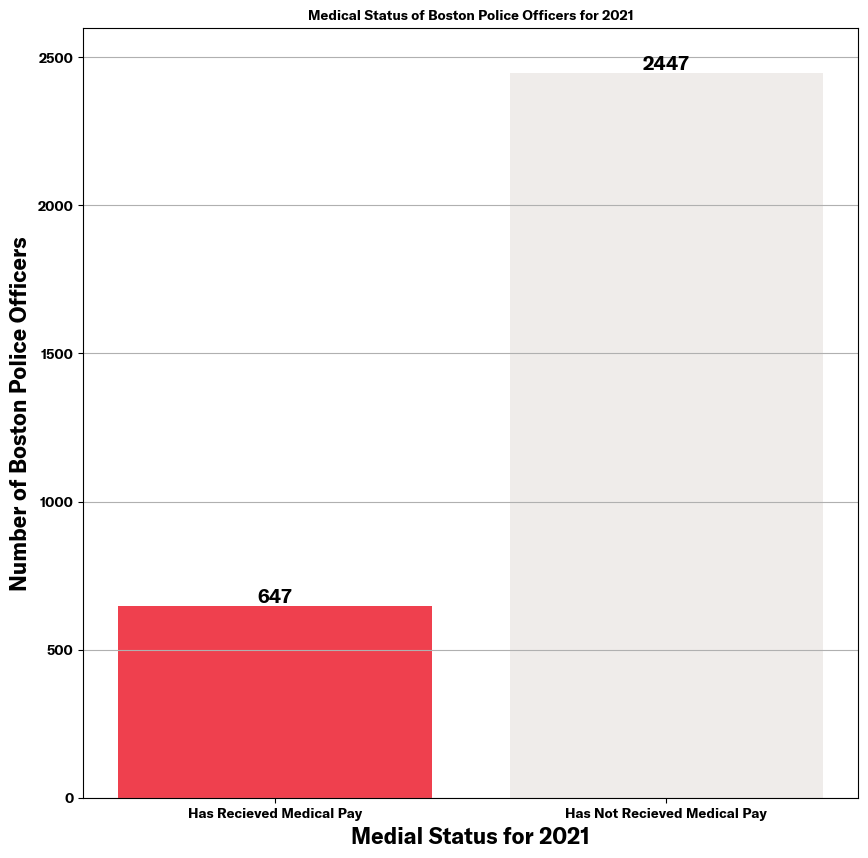 Medical Status of Boston Police Officers for 2021
Number of Boston Police Officers
2500
2000
1500
1000
500
0
647
2447
Has Recieved Medical Pay
Has Not Recieved Medical Pay
Medial Status for 2021